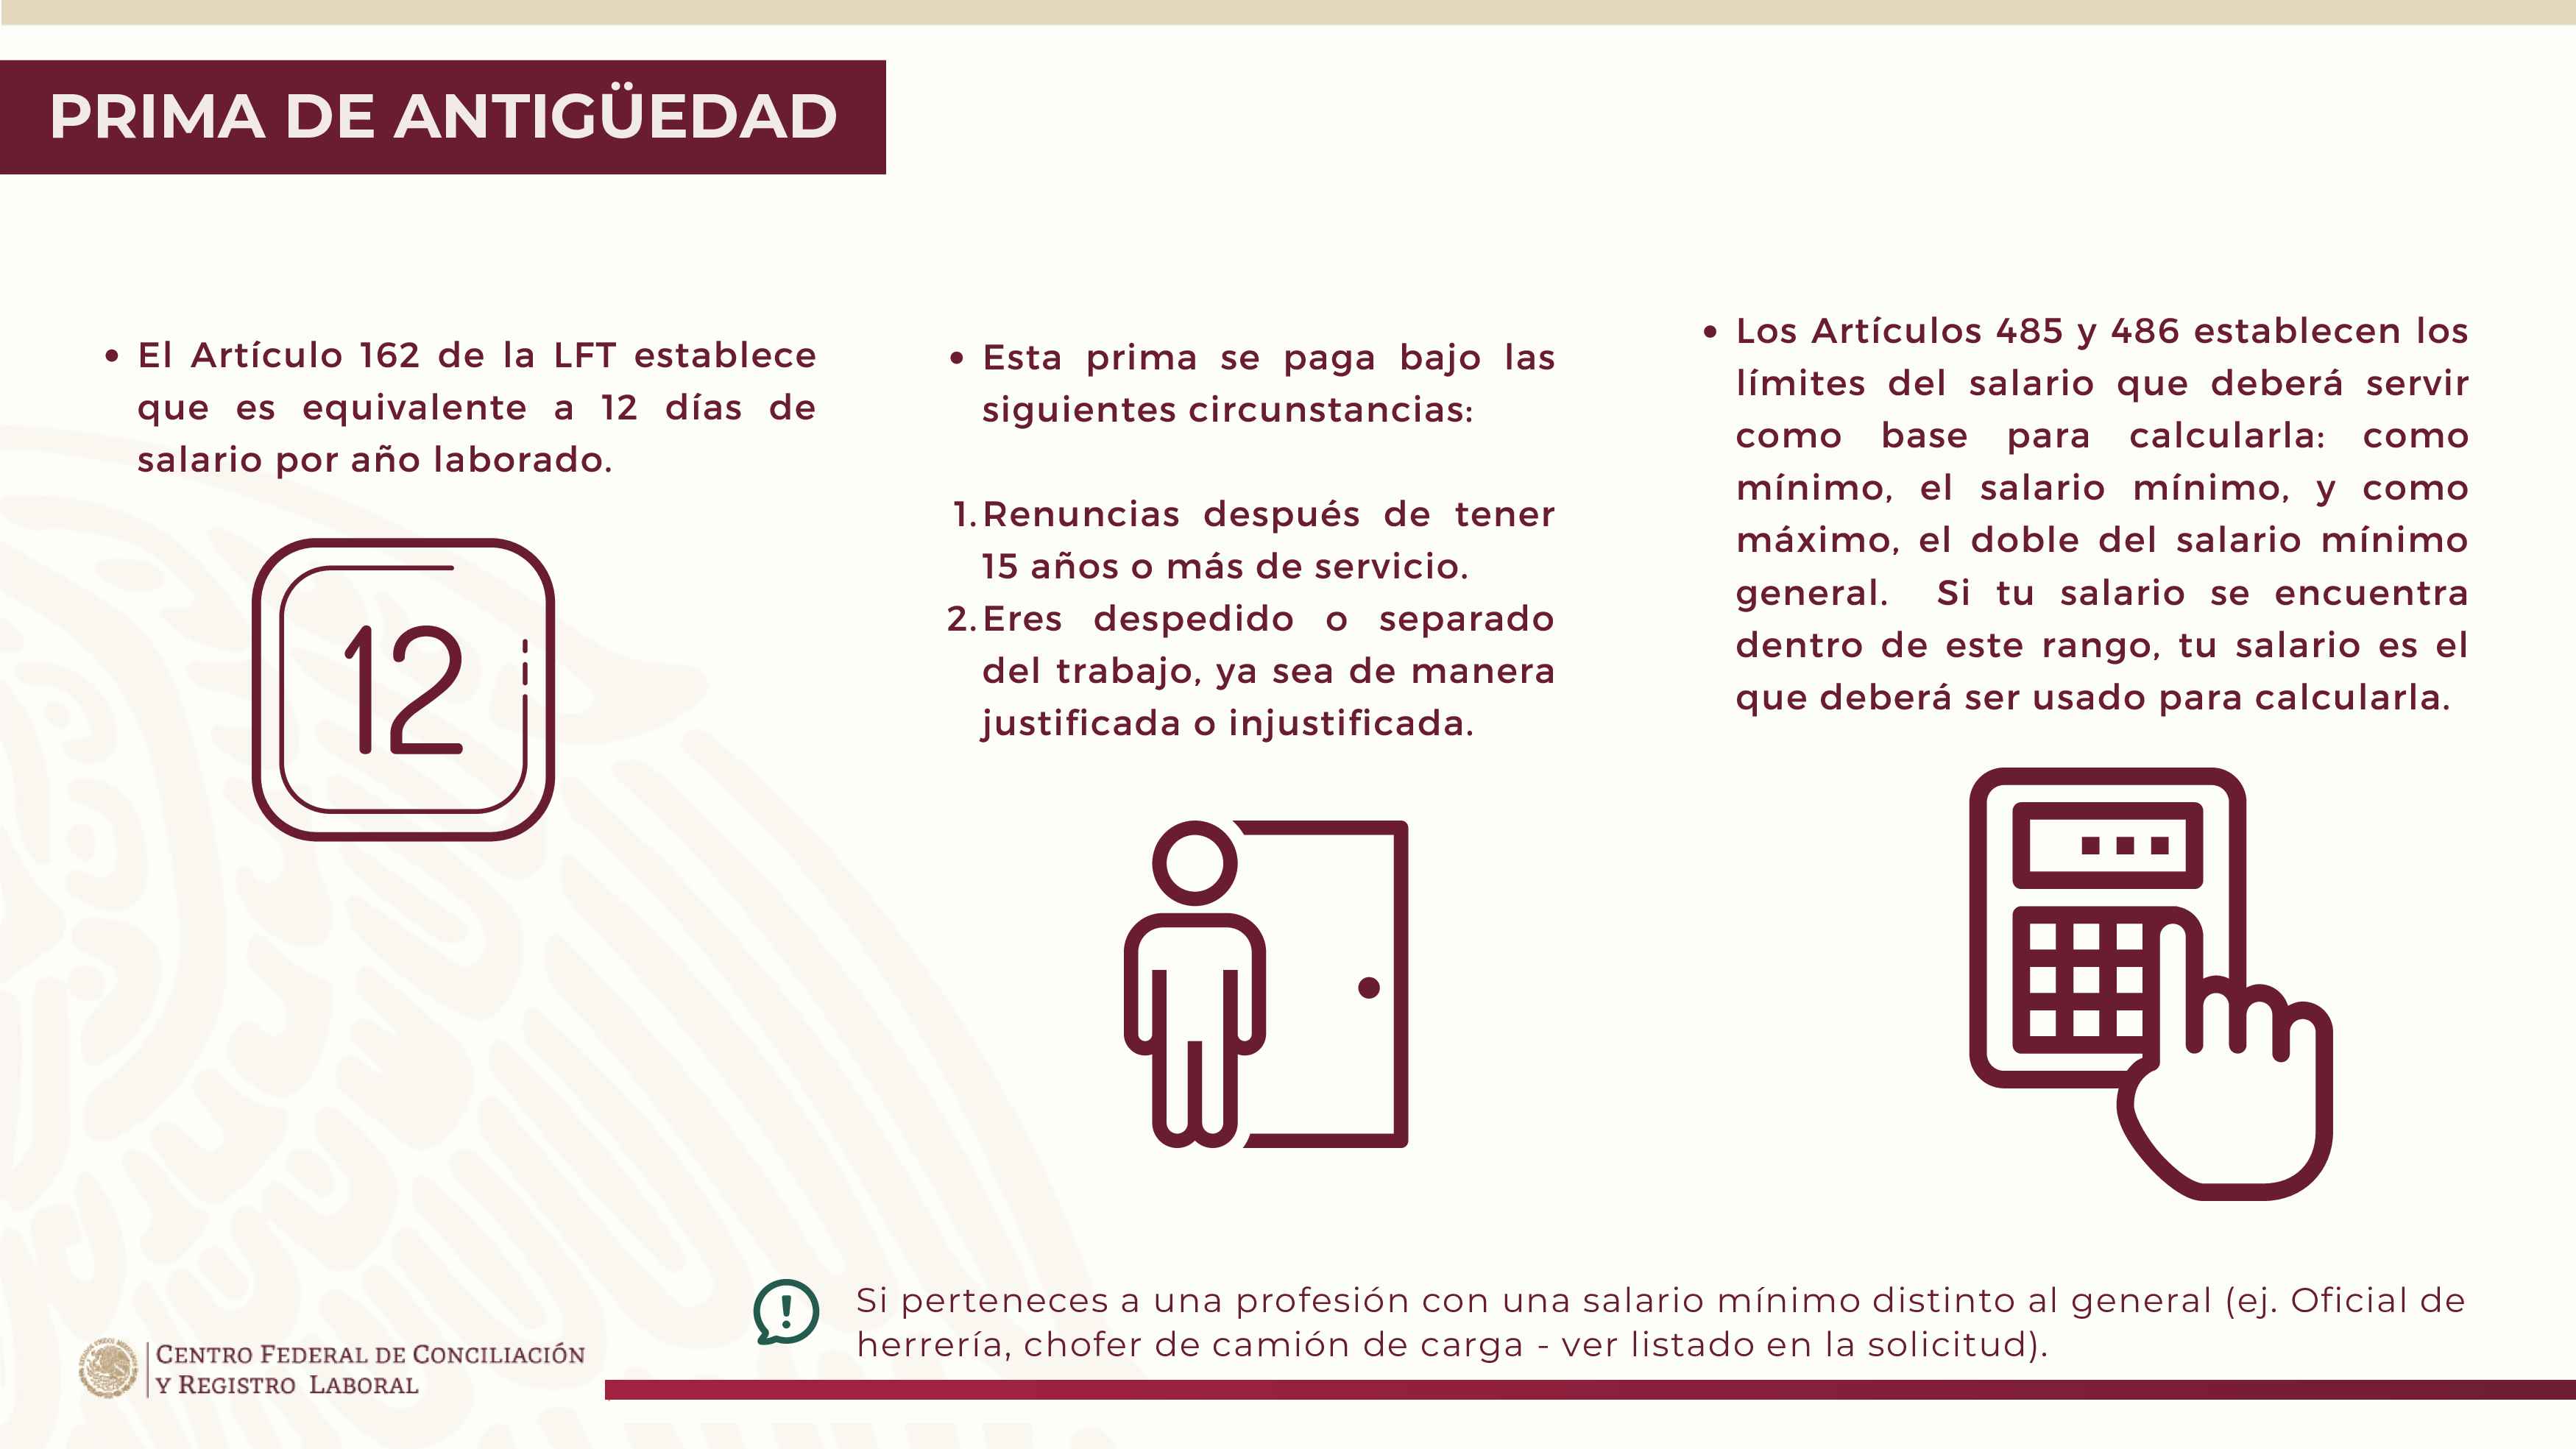 PRIMA DE ANTIGÜEDAD
• El Artículo 162 de la LFT establece
que es equivalente a 12 días de
salario por año laborado.
12
• Esta prima se paga bajo las
siguientes circunstancias:
1. Renuncias después de tener
15 años o más de servicio.
2. Eres despedido o separado
del trabajo, ya sea de manera
justificada o injustificada.
• Los Artículos 485 y 486 establecen los
límites del salario que deberá servir
como base para calcularla: como
mínimo, el salario mínimo, y como
máximo, el doble del salario mínimo
general. Si tu salario se encuentra
dentro de este rango, tu salario es el
que deberá ser usado para calcularla.
Si perteneces a una profesión con una salario mínimo distinto al general (ej. Oficial de
herrería, chofer de camión de carga - ver listado en la solicitud).
CENTRO FEDERAL DE CONCILIACIÓN
Y REGISTRO LABORAL